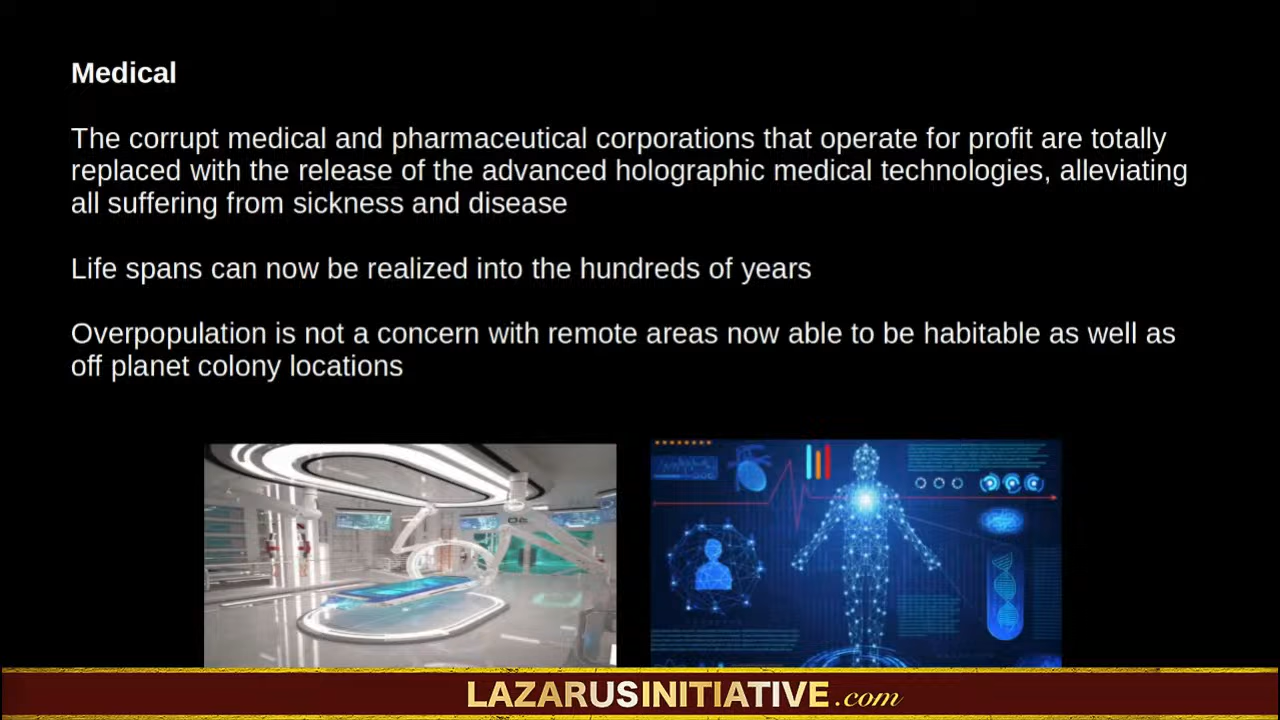 Medical
The corrupt medical and pharmaceutical corporations that operate for profit are totally
replaced with the release of the advanced holographic medical technologies, alleviating
all suffering from sickness and disease
Life spans can now be realized into the hundreds of years
Overpopulation is not a concern with remote areas now able to be habitable as well as
off planet colony locations
LAZARUSINITIATIVE.com